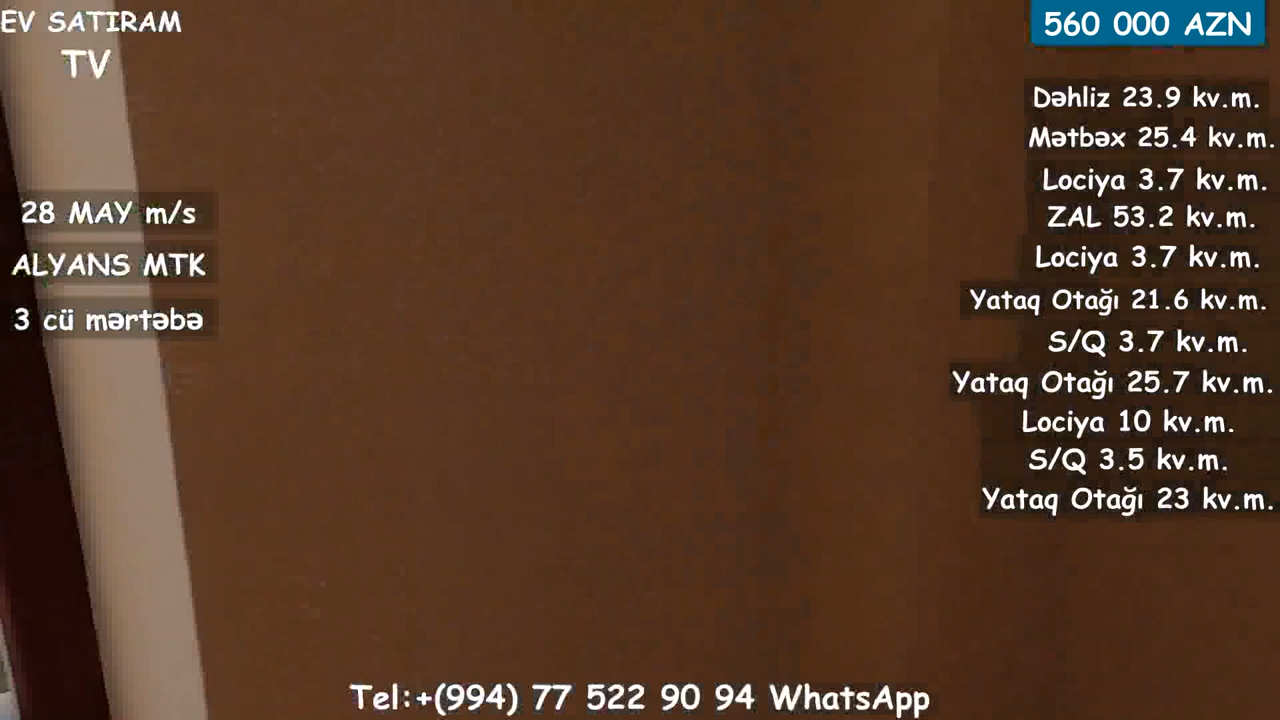 EV SATIRAM
TV
28 MAY m/s
ALYANS MTK
3 cü mərtəbə
560 000 AZN
Dəhliz 23.9 kv.m.
Mətbəx 25.4 kv.m.
Lociya 3.7 kv.m.
ZAL 53.2 kv.m.
Lociya 3.7 kv.m.
Yataq Otağı 21.6 kv.m.
S/Q 3.7 kv.m.
Yataq Otağı 25.7 kv.m.
Lociya 10 kv.m.
S/Q 3.5 kv.m.
Yataq Otağı 23 kv.m.
Tel:+(994) 77 522 90 94 WhatsApp